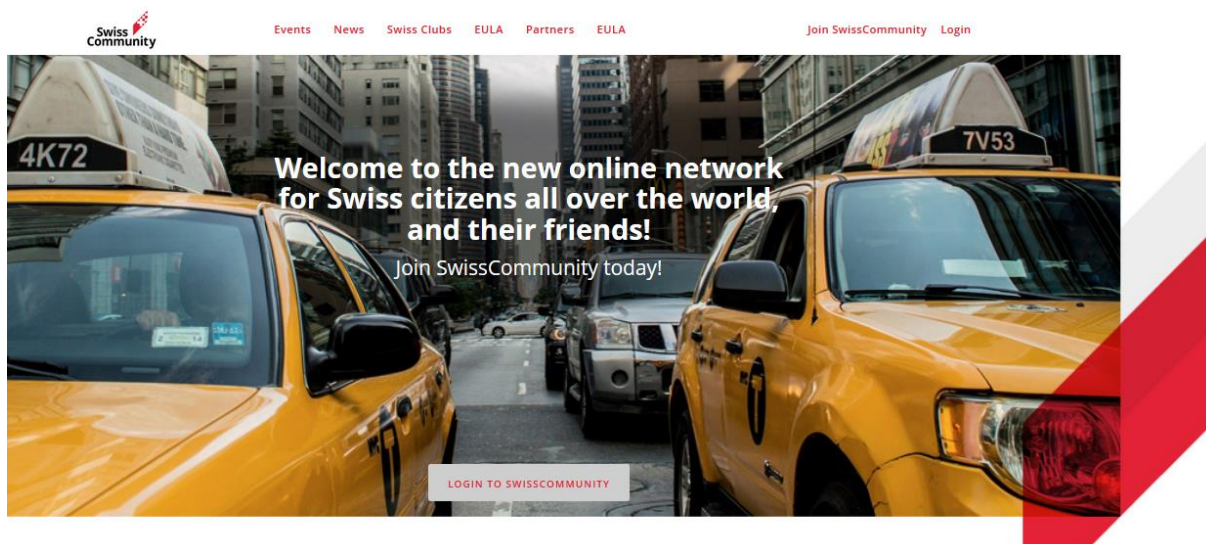 Swiss
Community
Events News Swiss Clubs EULA Partners EULA
Join SwissCommunity Login
4K72
7V53
Welcome to the new online network
for Swiss citizens all over the world,
and their friends!
Join SwissCommunity today!
LOGIN TO SWISSCOMMUNITY